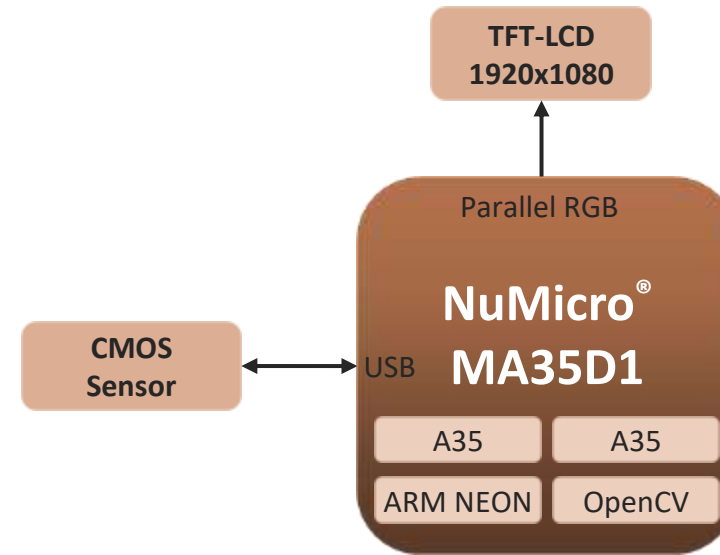 TFT-LCD
1920x1080
Parallel RGB
NuMicro®
MA35D1
CMOS
Sensor
USB
A35 A35
ARM NEON OpenCV